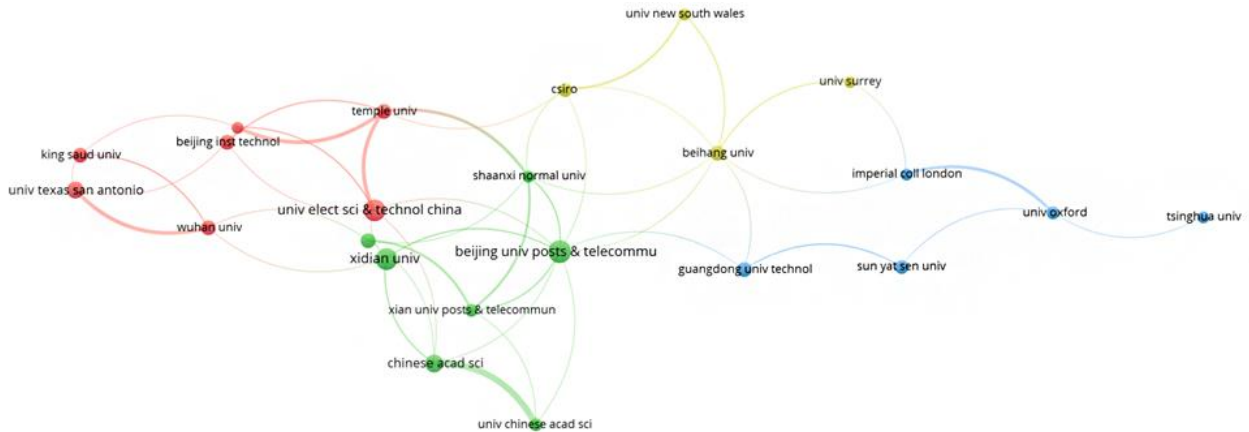 univ new south wales
univ surrey
csiro
temple univ
beijing inst technol
king saud univ
beihang univ
shaanxi normal univ
imperial coll london
univ texas san antonio
univ elect sci & technol china
univ oxford
tsinghua univ
wuhan univ
beijing univ posts & telecommu
xidian univ
guangdong univ technol
sun yat sen univ
xian univ posts & telecommun
chinese acad sci
univ chinese acad sci